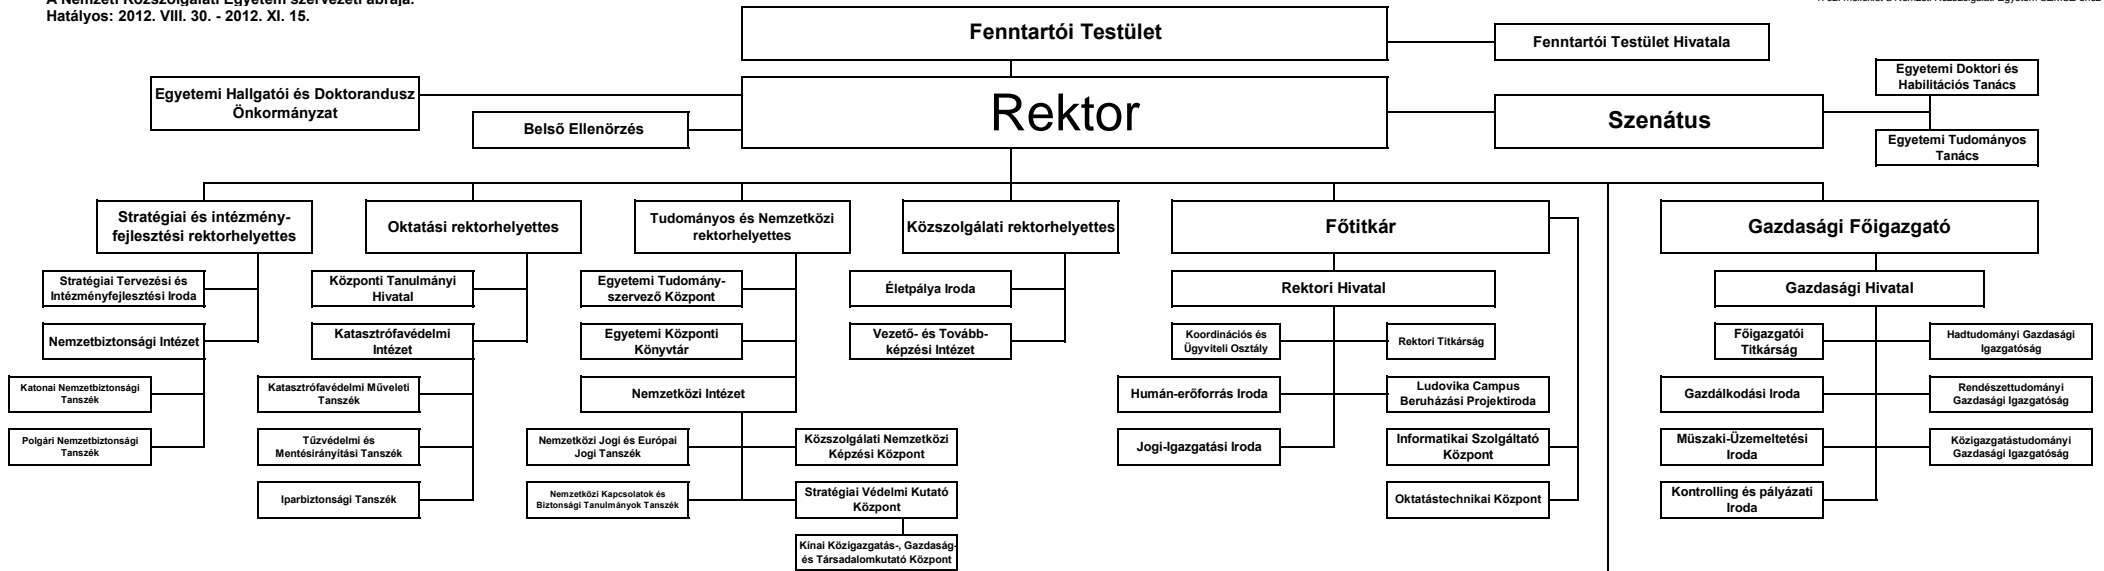 A Nemzeti Közszolgálati Egyetem szervezeti ábrája.
Hatályos: 2012. VIII. 30. - 2012. XI. 15.
Fenntartói Testület
Fenntartói Testület Hivatala
Egyetemi Hallgatói és Doktorandusz
Önkormányzat
Belső Ellenőrzés
Rektor
Szenátus
Egyetemi Doktori és
Habilitációs Tanács
Egyetemi Tudományos
Tanács
Stratégiai és intézmény-
fejlesztési rektorhelyettes
Oktatási rektorhelyettes
Tudományos és Nemzetközi
rektorhelyettes
Közszolgálati rektorhelyettes
Főtitkár
Gazdasági Főigazgató
Stratégiai Tervezési és
Intézményfejlesztési Iroda
Nemzetbiztonsági Intézet
Katonai Nemzetbiztonsági
Tanszék
Polgári Nemzetbiztonsági
Tanszék
Központi Tanulmányi
Hivatal
Katasztrófavédelmi
Intézet
Katasztrófavédelmi Műveleti
Tanszék
Tűzvédelmi és
Mentésirányítási Tanszék
Iparbiztonsági Tanszék
Egyetemi Tudomány-
szervező Központ
Egyetemi Központi
Könyvtár
Nemzetközi Intézet
Nemzetközi Jogi és Európai
Jogi Tanszék
Közszolgálati Nemzetközi
Képzési Központ
Nemzetközi Kapcsolatok és
Biztonsági Tanulmányok Tanszék
Stratégiai Védelmi Kutató
Központ
Kínai Közigazgatás-, Gazdaság-
és Társadalomkutató Központ
Életpálya Iroda
Vezető- és Tovább-
képzési Intézet
Rektori Hivatal
Koordinációs és
Ügyviteli Osztály
Rektori Titkárság
Humán-erőforrás Iroda
Ludovika Campus
Beruházási Projektiroda
Jogi-Igazgatási Iroda
Informatikai Szolgáltató
Központ
Oktatástechnikai Központ
Gazdasági Hivatal
Főigazgatói
Titkárság
Hadtudományi Gazdasági
Igazgatóság
Gazdálkodási Iroda
Rendészettudományi
Gazdasági Igazgatóság
Műszaki-Üzemeltetési
Iroda
Közigazgatástudományi
Gazdasági Igazgatóság
Kontrolling és pályázati
Iroda